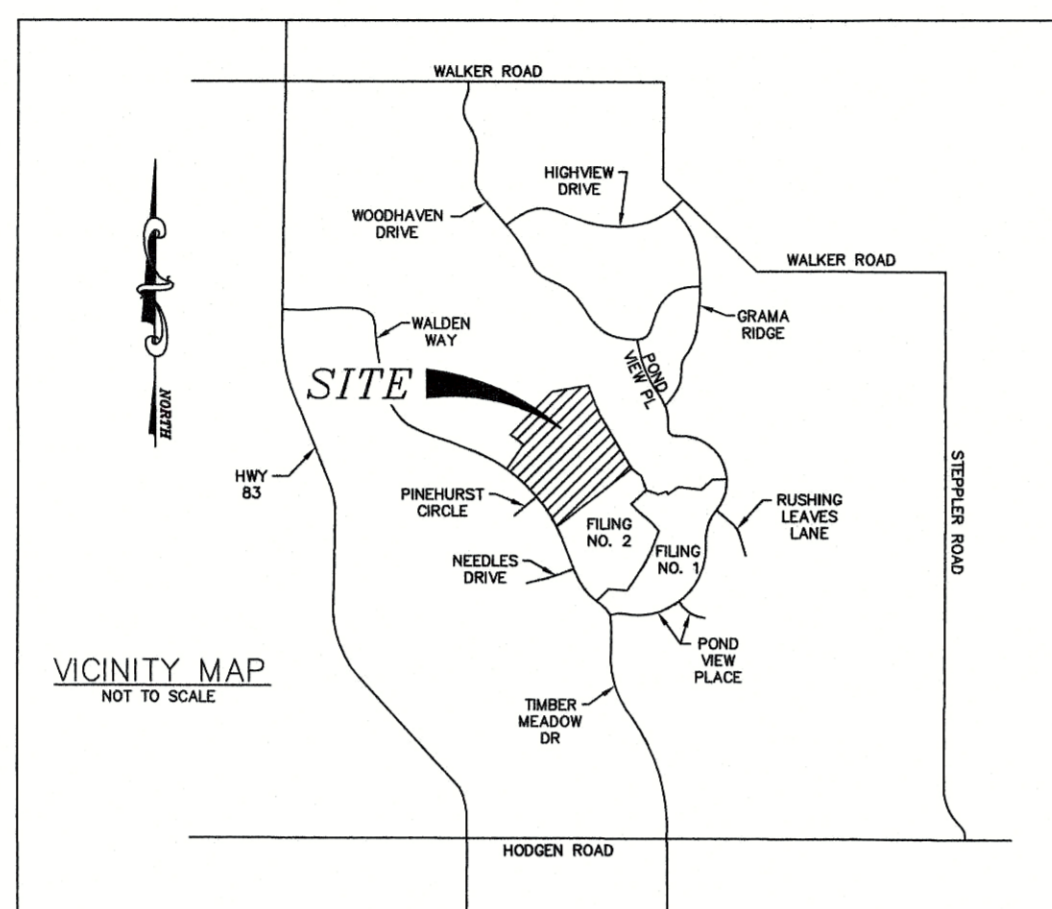 WALKER ROAD
HIGHVIEW
DRIVE
WOODHAVEN
DRIVE
WALKER ROAD
GRAMA
RIDGE
WALDEN
WAY
POND
VIEW PL
SITE
NORTH
HWY
83
PINEHURST
CIRCLE
STEPPLER ROAD
RUSHING
LEAVES
LANE
FILING
NO. 2
FILING
NO. 1
NEEDLES
DRIVE
POND
VIEW
PLACE
VICINITY MAP
NOT TO SCALE
TIMBER
MEADOW
DR
HODGEN ROAD